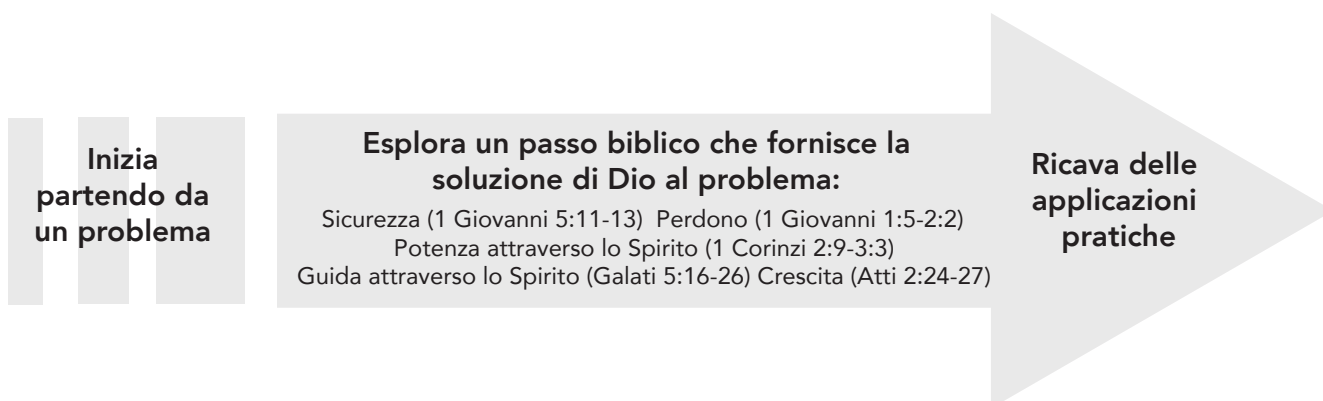 Inizia
partendo da
un problema
Esplora un passo biblico che fornisce la
soluzione di Dio al problema:
Sicurezza (1 Giovanni 5:11-13) Perdono (1 Giovanni 1:5-2:2)
Potenza attraverso lo Spirito (1 Corinzi 2:9-3:3)
Guida attraverso lo Spirito (Galati 5:16-26) Crescita (Atti 2:24-27)
Ricava delle
applicazioni
pratiche